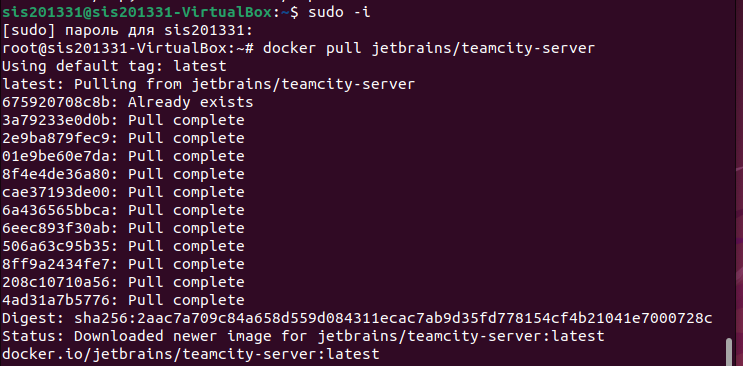 sis201331@sis201331-VirtualBox:~$ sudo -i
[sudo] пароль для sis201331:
root@sis201331-VirtualBox:~# docker pull jetbrains/teamcity-server
Using default tag: latest
latest: Pulling from jetbrains/teamcity-server
675920708c8b: Already exists
3a79233e0d0b: Pull complete
2e9ba879fec9: Pull complete
01e9be60e7da: Pull complete
8f4e4de36a80: Pull complete
cae37193de00: Pull complete
6a436565bbca: Pull complete
6eec893f30ab: Pull complete
506a63c95b35: Pull complete
8ff9a2434fe7: Pull complete
208c10710a56: Pull complete
4ad31a7b5776: Pull complete
Digest: sha256:2aac7a709c84a658d559d084311ecac7ab9d35fd778154cf4b21041e7000728c
Status: Downloaded newer image for jetbrains/teamcity-server:latest
docker.io/jetbrains/teamcity-server:latest